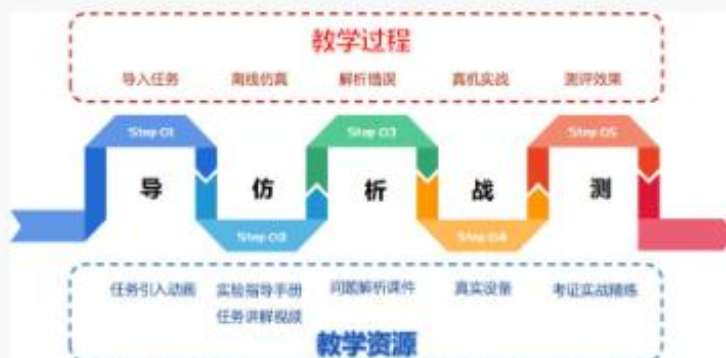 教学过程
导入任务 离线仿真 解析错误 真机实战 测评效果
Step 01 Step 03 Step 05
导 仿 析 战 测
Step 02 Step 04
任务引入动画 实验指导手册 问题解析课件 真实设备 考证实战精练
任务讲解视频
教学资源